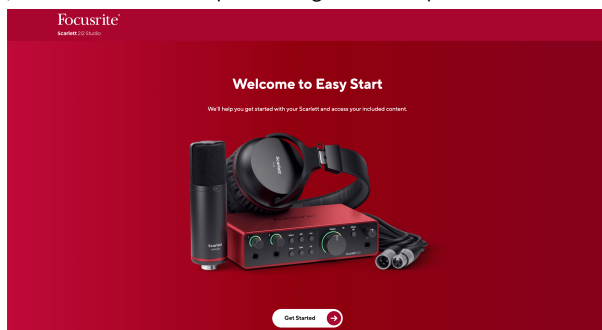 Focusrite
Scarlett 2i2 Studio
Welcome to Easy Start
We'll help you get started with your Scarlett and access your included content.
Scarlett
Get Started